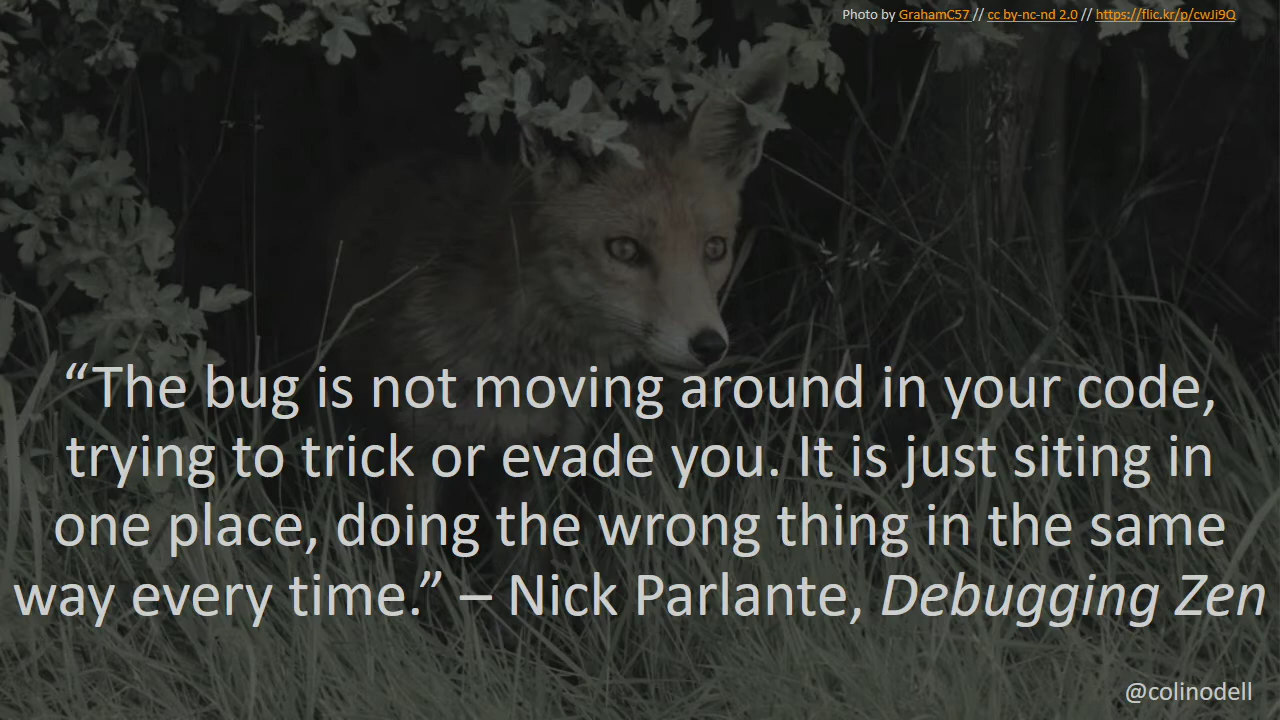 Photo by GrahamC57 // cc by-nc-nd 2.0 // https://flic.kr/p/cwJi9Q
“The bug is not moving around in your code,
trying to trick or evade you. It is just siting in
one place, doing the wrong thing in the same
way every time.” – Nick Parlante, Debugging Zen
@colinodell